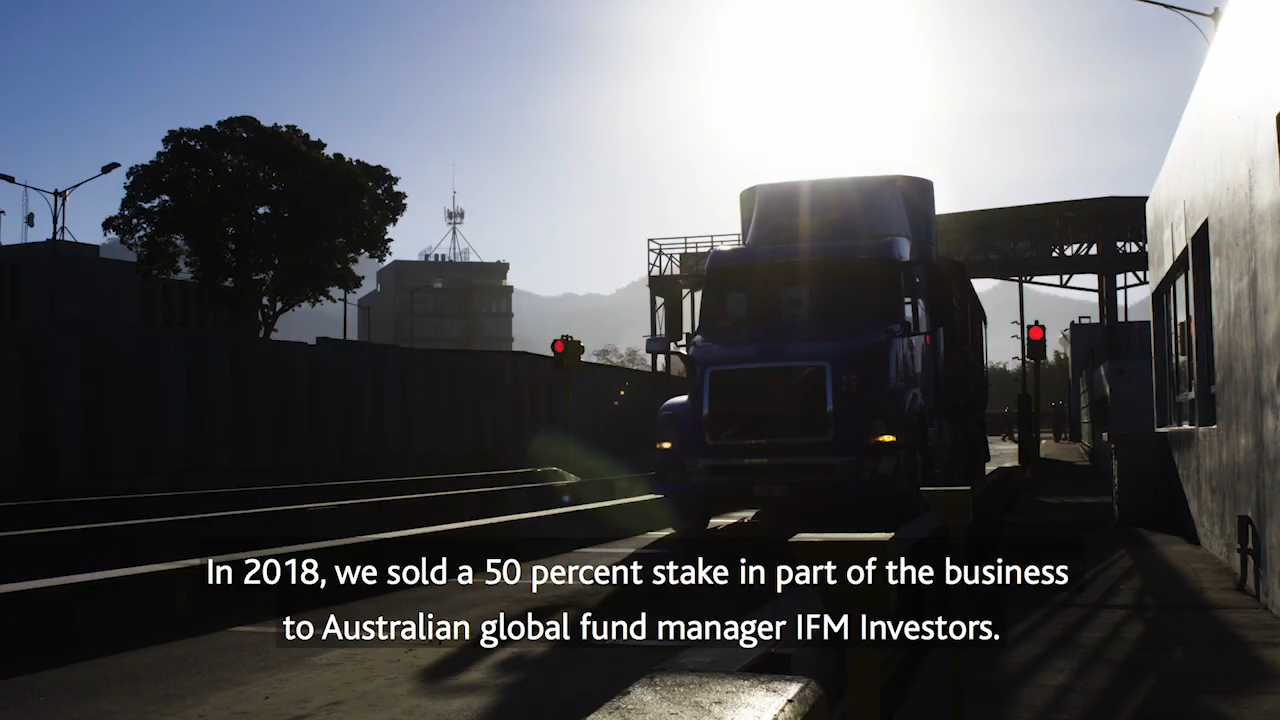 In 2018, we sold a 50 percent stake in part of the business
to Australian global fund manager IFM Investors.